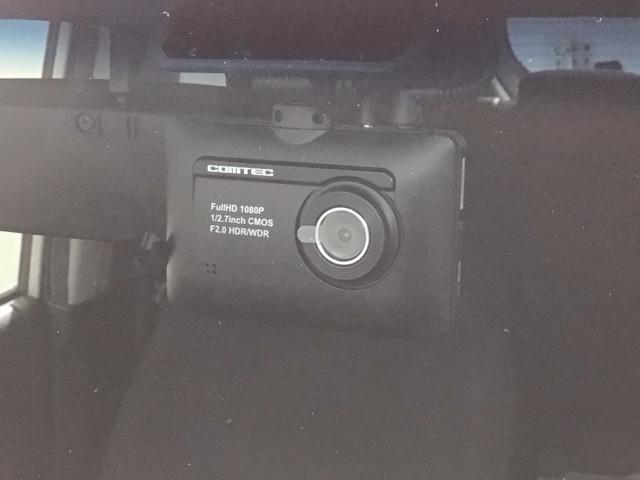 COMTEC
FullHD 1080P
1/2.7inch CMOS
F2.0 HDR/WDR